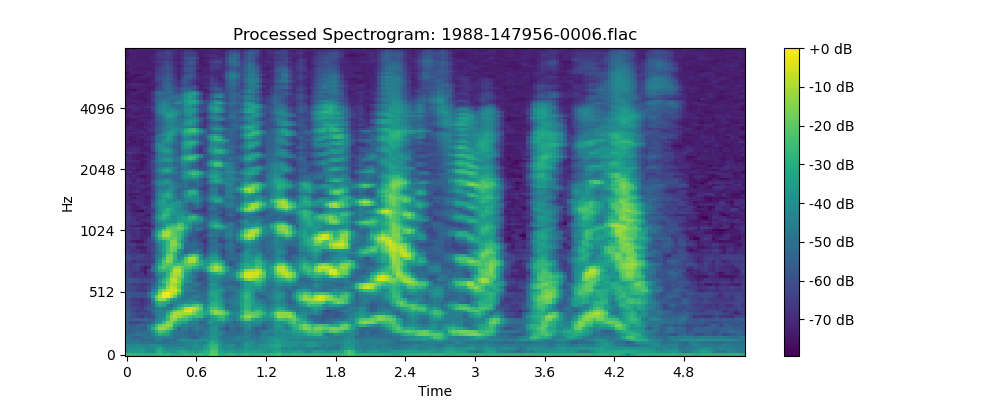 Processed Spectrogram: 1988-147956-0006.flac
Hz
4096
2048
1024
512
0
0 0.6 1.2 1.8 2.4 3 3.6 4.2 4.8
Time
+0 dB
-10 dB
-20 dB
-30 dB
-40 dB
-50 dB
-60 dB
-70 dB